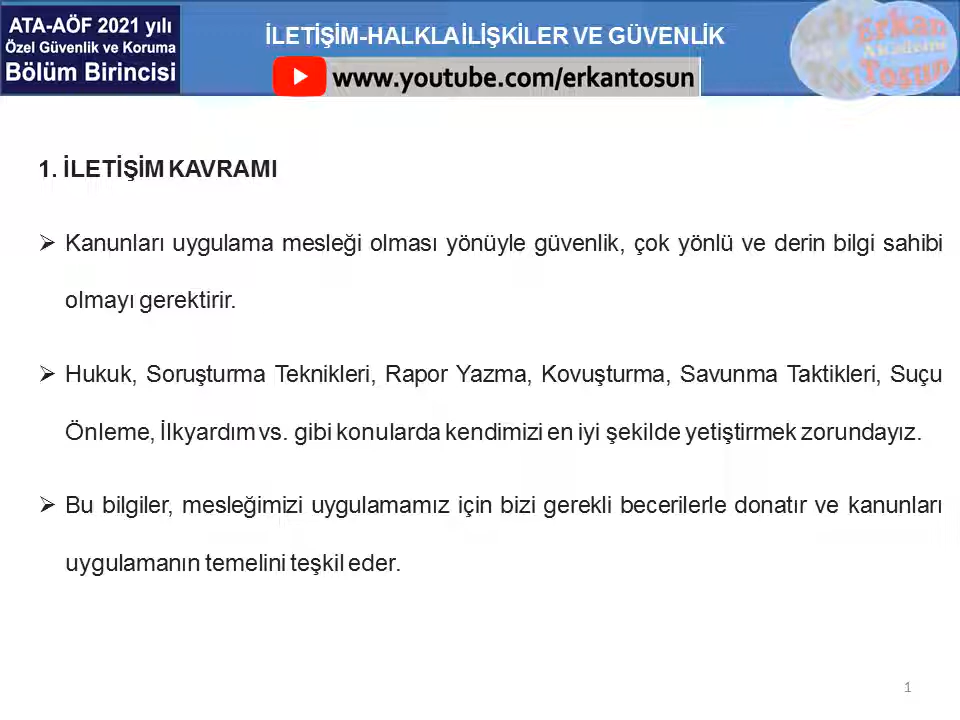 ATA-AÖF 2021 yılı
Özel Güvenlik ve Koruma
Bölüm Birincisi
İLETİŞİM-HALKLA İLİŞKİLER VE GÜVENLİK
www.youtube.com/erkantosun
Erkan
Akademi
Tosun
1. İLETİŞİM KAVRAMI
➢ Kanunları uygulama mesleği olması yönüyle güvenlik, çok yönlü ve derin bilgi sahibi
olmayı gerektirir.
➢ Hukuk, Soruşturma Teknikleri, Rapor Yazma, Kovuşturma, Savunma Taktikleri, Suçu
Önleme, İlkyardım vs. gibi konularda kendimizi en iyi şekilde yetiştirmek zorundayız.
➢ Bu bilgiler, mesleğimizi uygulamamız için bizi gerekli becerilerle donatır ve kanunları
uygulamanın temelini teşkil eder.
1